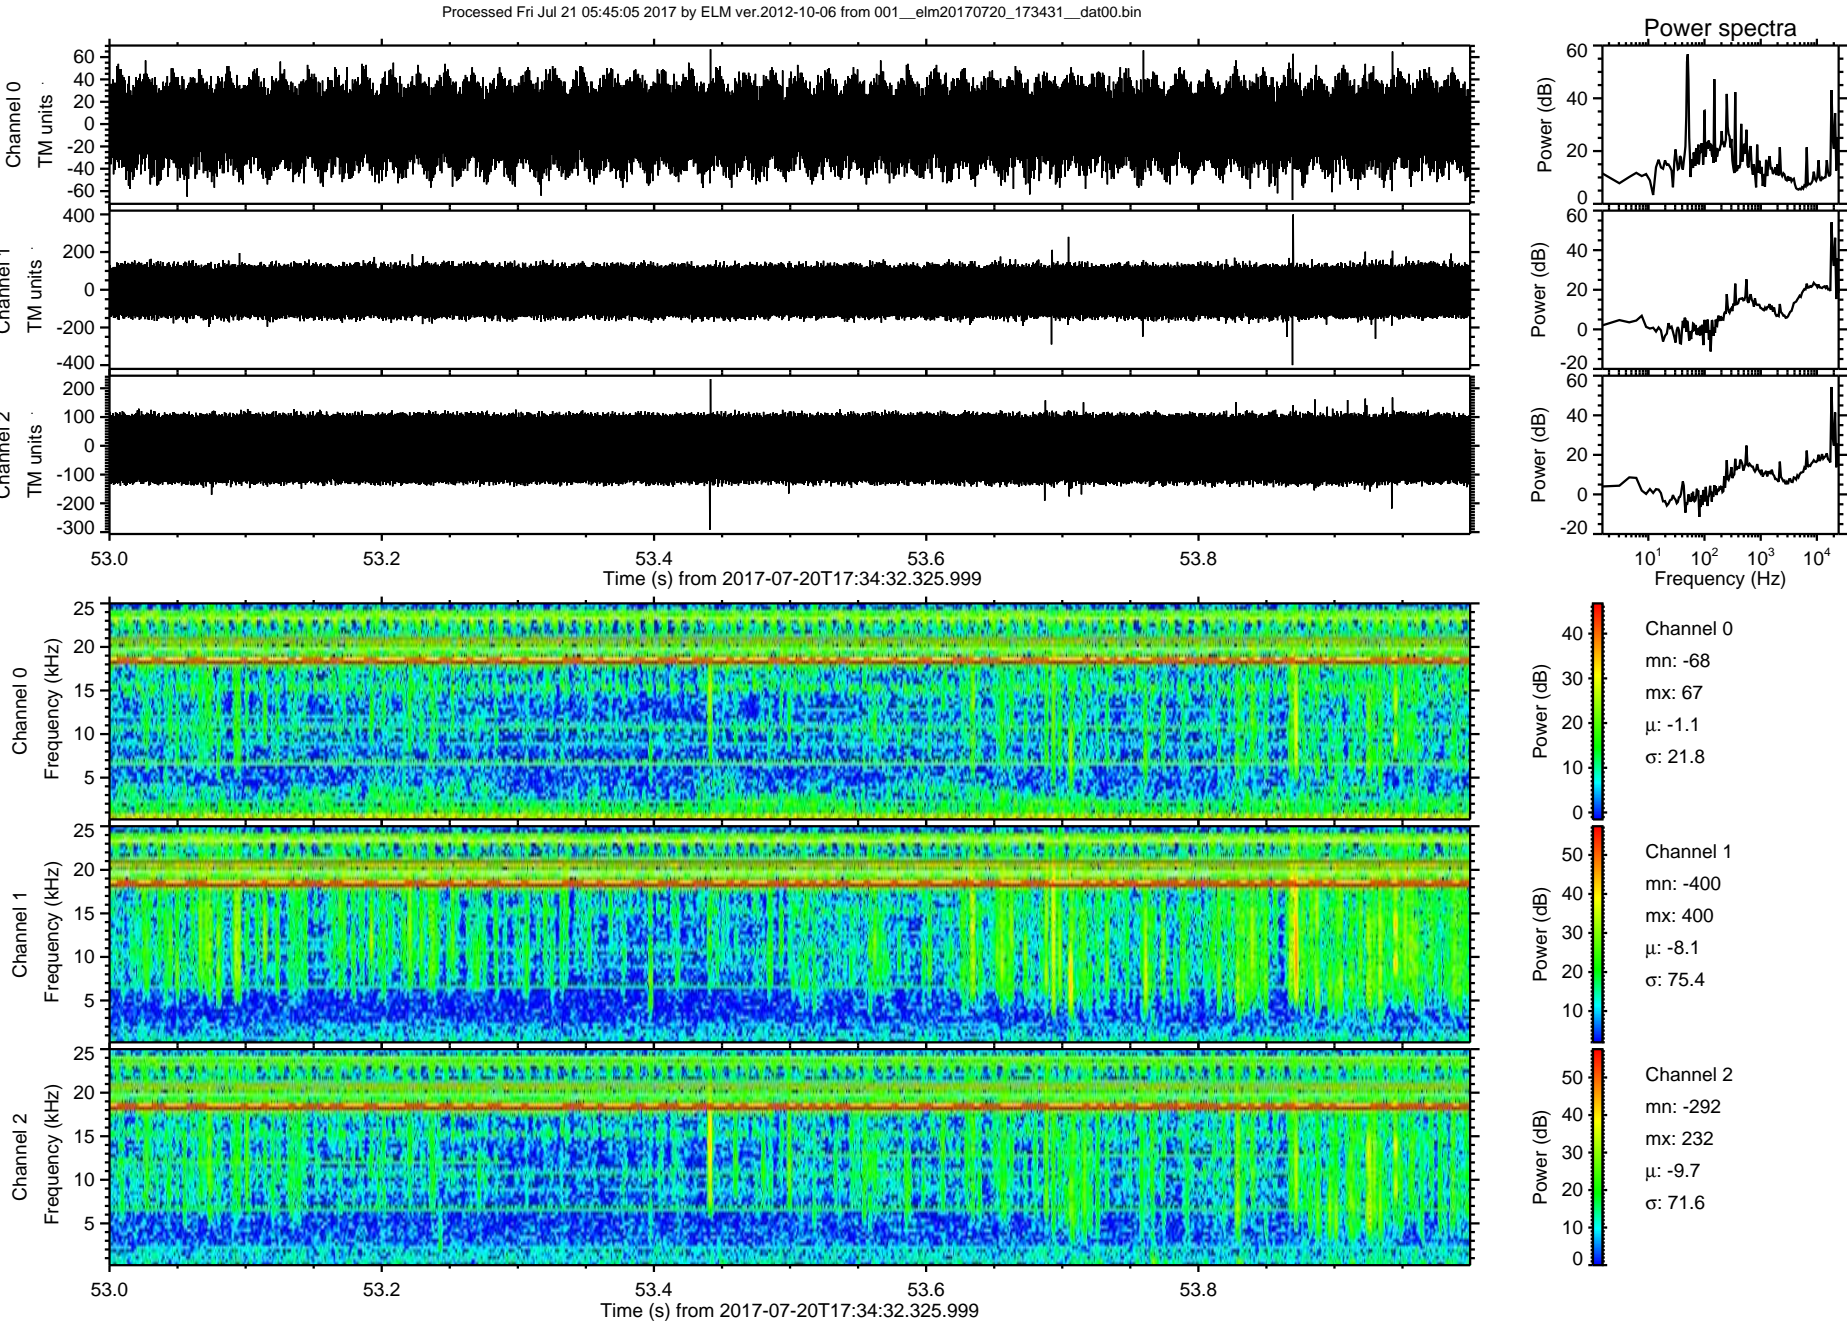 Processed Fri Jul 21 05:45:05 2017 by ELM ver.2012-10-06 from 001__elm20170720_173431__dat00.bin
Power spectra
Channel 0
TM units
60
40
20
0
-20
-40
-60
Power (dB)
60
40
20
0
Channel 1
TM units
400
200
0
-200
-400
Power (dB)
60
40
20
0
-20
Channel 2
TM units
200
100
0
-100
-200
-300
Power (dB)
60
40
20
0
-20
53.0 53.2 53.4 53.6 53.8
Time (s) from 2017-07-20T17:34:32.325.999
10¹ 10² 10³ 10⁴
Frequency (Hz)
Channel 0
Frequency (kHz)
25
20
15
10
5
Power (dB)
40
30
20
10
0
Channel 0
mn: -68
mx: 67
μ: -1.1
σ: 21.8
Channel 1
Frequency (kHz)
25
20
15
10
5
Power (dB)
50
40
30
20
10
Channel 1
mn: -400
mx: 400
μ: -8.1
σ: 75.4
Channel 2
Frequency (kHz)
25
20
15
10
5
Power (dB)
50
40
30
20
10
0
Channel 2
mn: -292
mx: 232
μ: -9.7
σ: 71.6
53.0 53.2 53.4 53.6 53.8
Time (s) from 2017-07-20T17:34:32.325.999